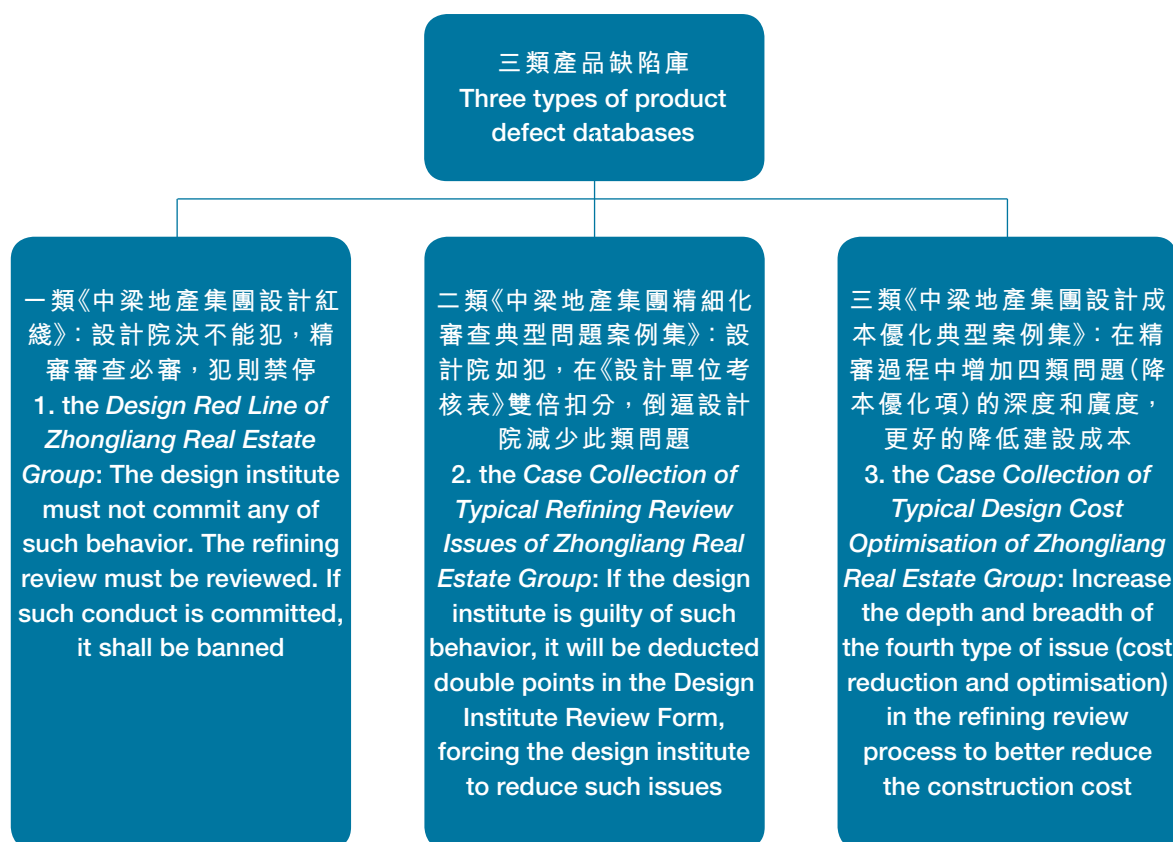 三類產品缺陷庫
Three types of product
defect databases
一類《中梁地產集團設計紅
綫》：設計院決不能犯，精
審審查必審，犯則禁停
1. the Design Red Line of
Zhongliang Real Estate
Group: The design institute
must not commit any of
such behavior. The refining
review must be reviewed. If
such conduct is committed,
it shall be banned
二類《中梁地產集團精細化
審查典型問題案例集》：設
計院如犯，在《設計單位考
核表》雙倍扣分，倒逼設計
院減少此類問題
2. the Case Collection of
Typical Refining Review
Issues of Zhongliang Real
Estate Group: If the design
institute is guilty of such
behavior, it will be deducted
double points in the Design
Institute Review Form,
forcing the design institute
to reduce such issues
三類《中梁地產集團設計成
本優化典型案例集》：在精
審過程中增加四類問題（降
本優化項）的深度和廣度，
更好的降低建設成本
3. the Case Collection of
Typical Design Cost
Optimisation of Zhongliang
Real Estate Group: Increase
the depth and breadth of
the fourth type of issue (cost
reduction and optimisation)
in the refining review
process to better reduce
the construction cost